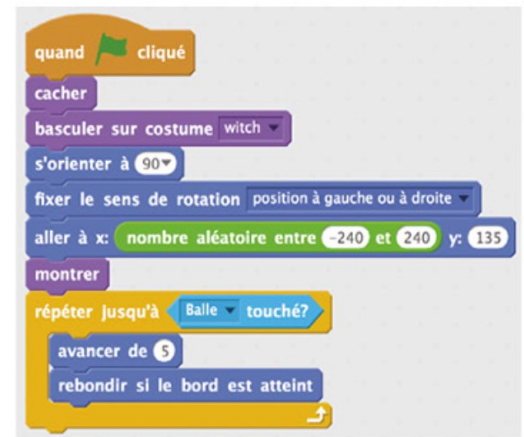 quand cliqué
cacher
basculer sur costume witch
s'orienter à 90
fixer le sens de rotation position à gauche ou à droite
aller à x: nombre aléatoire entre -240 et 240 y: 135
montrer
répéter jusqu'à Balle touché?
avancer de 5
rebondir si le bord est atteint